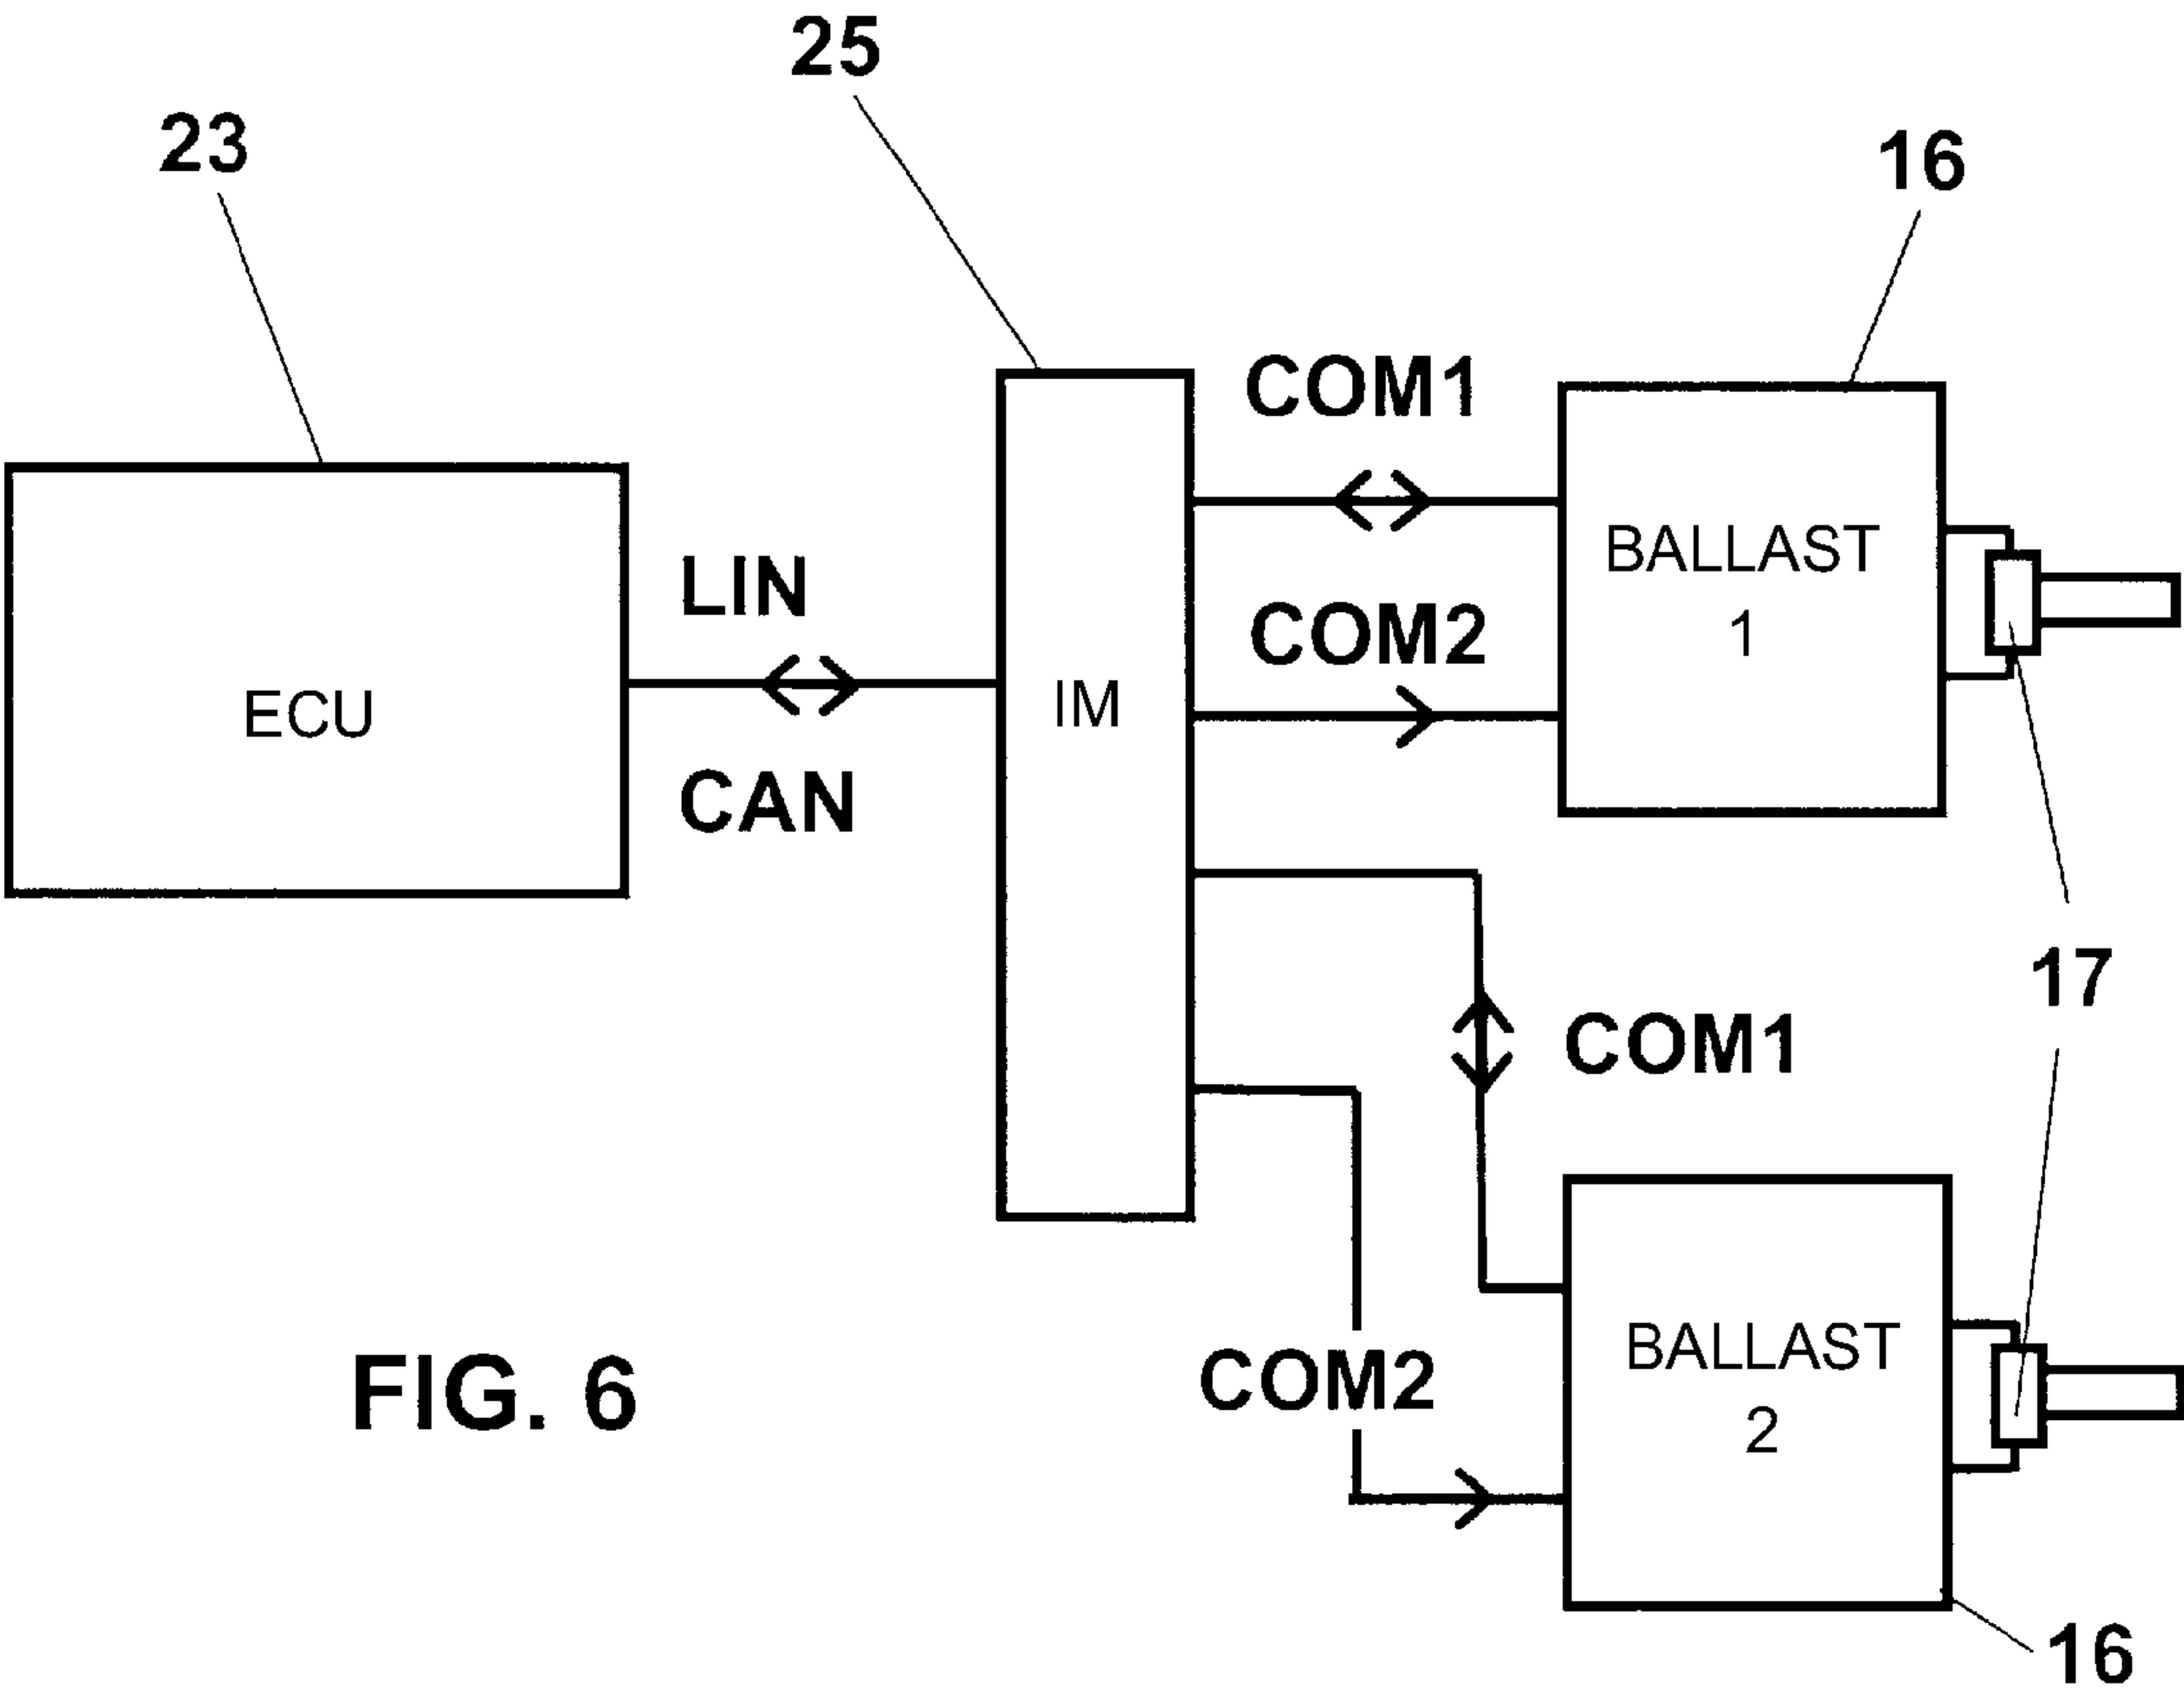 25
23
16
COM1
BALLAST
1
LIN
COM2
ECU
IM
CAN
17
COM1
BALLAST
2
COM2
FIG. 6
16